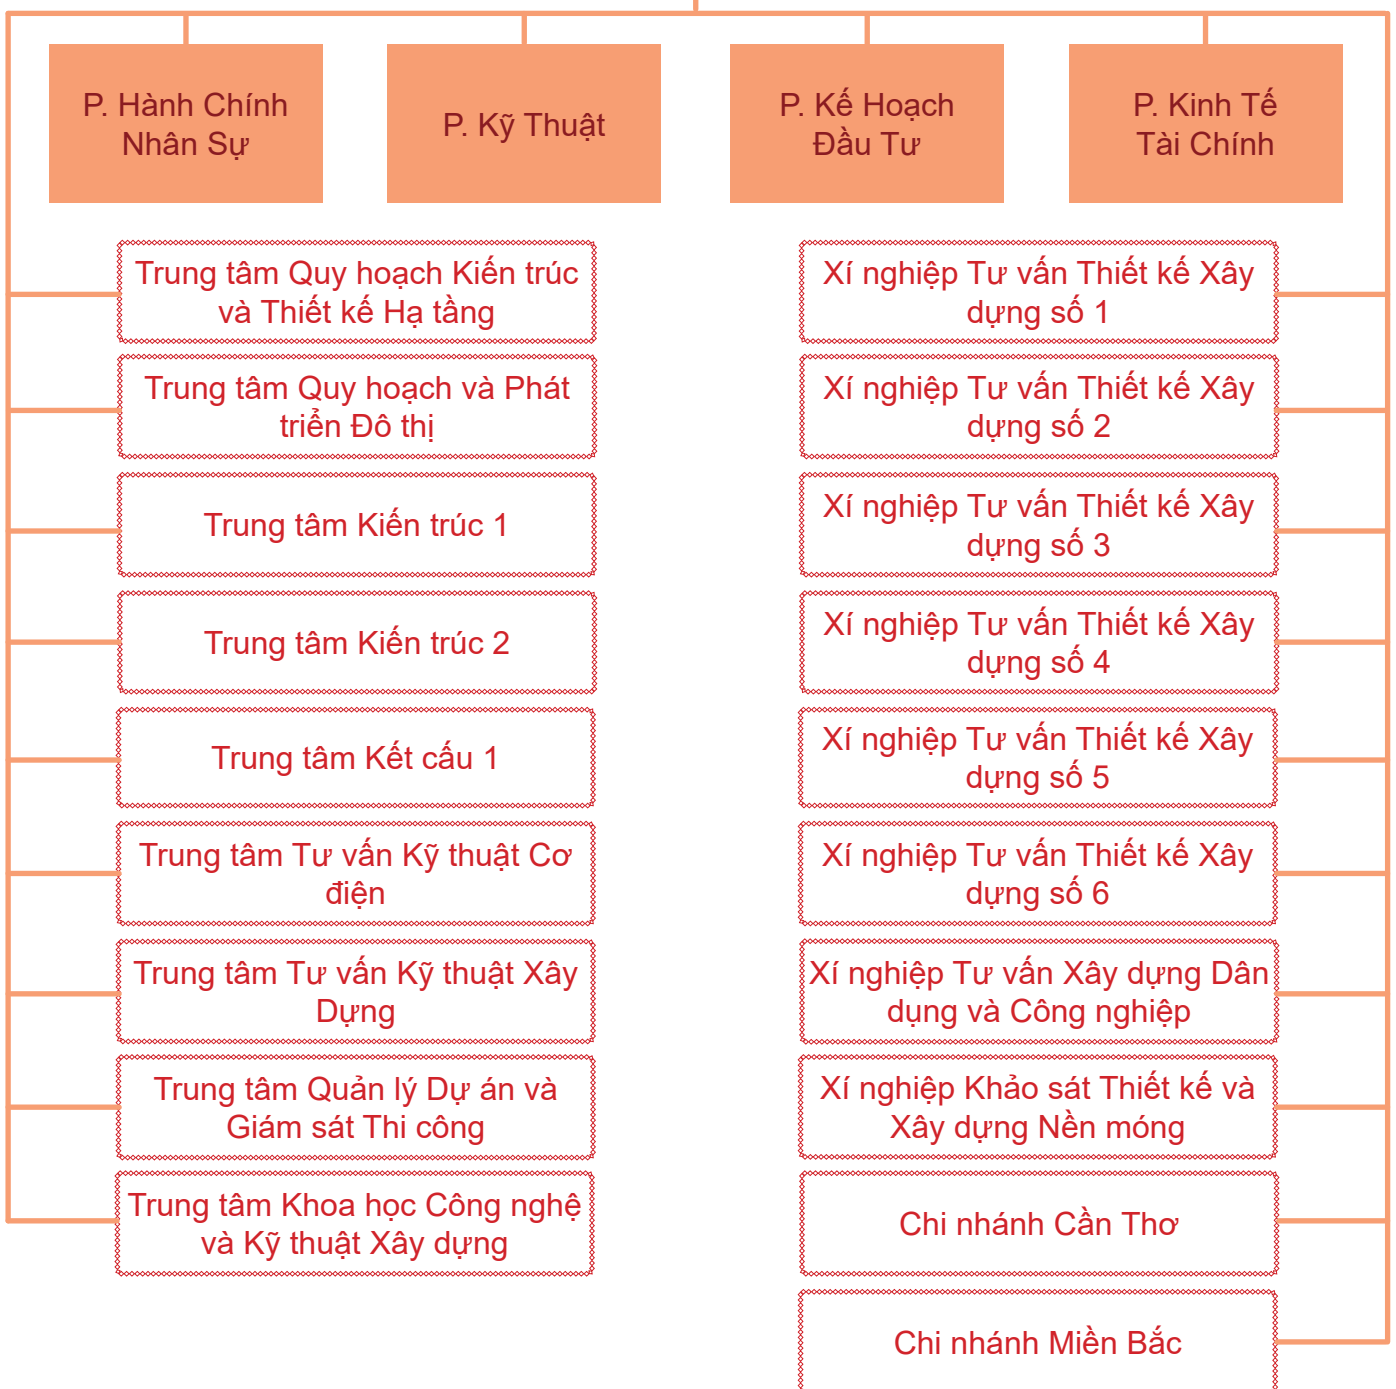 P. Hành Chính
Nhân Sự
P. Kỹ Thuật
P. Kế Hoạch
Đầu Tư
P. Kinh Tế
Tài Chính
Trung tâm Quy hoạch Kiến trúc
và Thiết kế Hạ tầng
Trung tâm Quy hoạch và Phát
triển Đô thị
Trung tâm Kiến trúc 1
Trung tâm Kiến trúc 2
Trung tâm Kết cấu 1
Trung tâm Tư vấn Kỹ thuật Cơ
điện
Trung tâm Tư vấn Kỹ thuật Xây
Dựng
Trung tâm Quản lý Dự án và
Giám sát Thi công
Trung tâm Khoa học Công nghệ
và Kỹ thuật Xây dựng
Xí nghiệp Tư vấn Thiết kế Xây
dựng số 1
Xí nghiệp Tư vấn Thiết kế Xây
dựng số 2
Xí nghiệp Tư vấn Thiết kế Xây
dựng số 3
Xí nghiệp Tư vấn Thiết kế Xây
dựng số 4
Xí nghiệp Tư vấn Thiết kế Xây
dựng số 5
Xí nghiệp Tư vấn Thiết kế Xây
dựng số 6
Xí nghiệp Tư vấn Xây dựng Dân
dụng và Công nghiệp
Xí nghiệp Khảo sát Thiết kế và
Xây dựng Nền móng
Chi nhánh Cần Thơ
Chi nhánh Miền Bắc